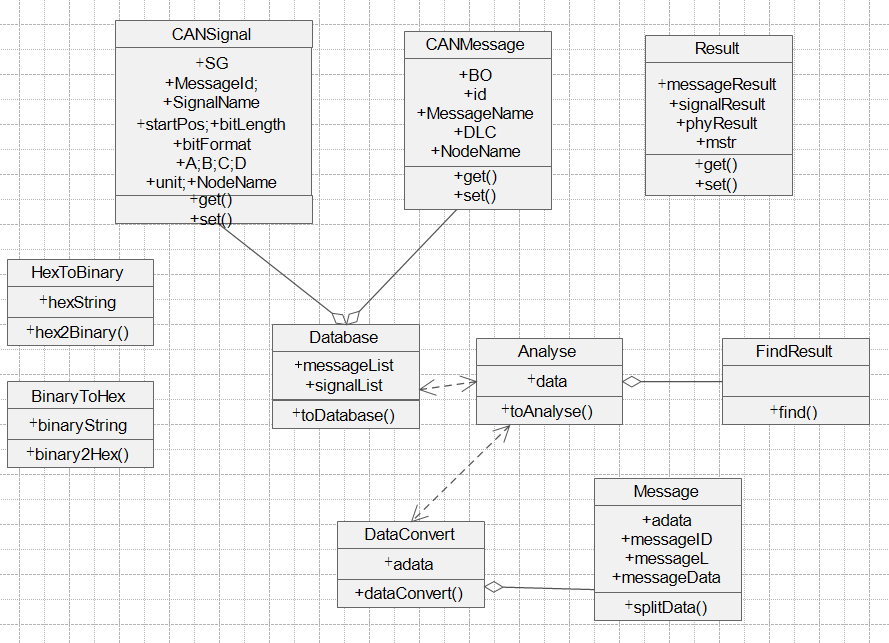 CANSignal
+SG
+MessageId;
+SignalName
+startPos;+bitLength
+bitFormat
+A;B;C;D
+unit;+NodeName
+get()
+set()
CANMessage
+BO
+id
+MessageName
+DLC
+NodeName
+get()
+set()
Result
+messageResult
+signalResult
+phyResult
+mstr
+get()
+set()
HexToBinary
+hexString
+hex2Binary()
BinaryToHex
+binaryString
+binary2Hex()
Database
+messageList
+signalList
+toDatabase()
Analyse
+data
+toAnalyse()
FindResult
+find()
DataConvert
+adata
+dataConvert()
Message
+adata
+messageID
+messageL
+messageData
+splitData()